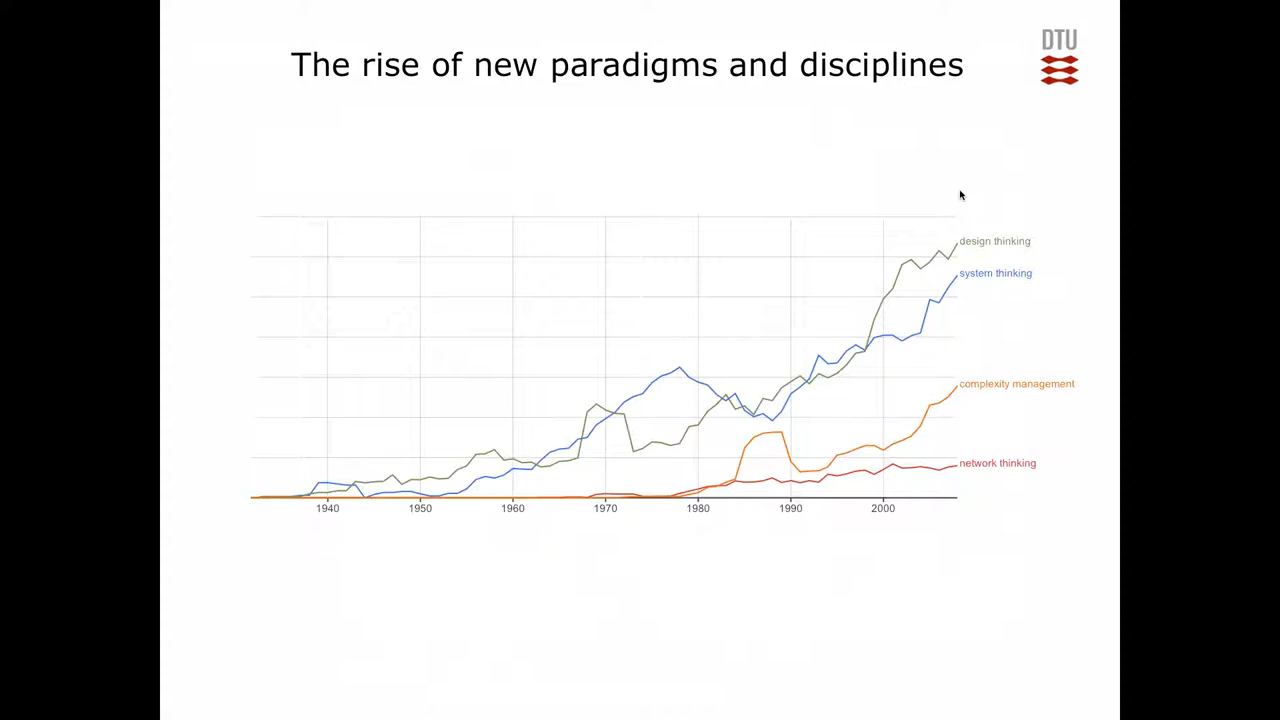 The rise of new paradigms and disciplines
DTU
design thinking
system thinking
complexity management
network thinking
1940 1950 1960 1970 1980 1990 2000